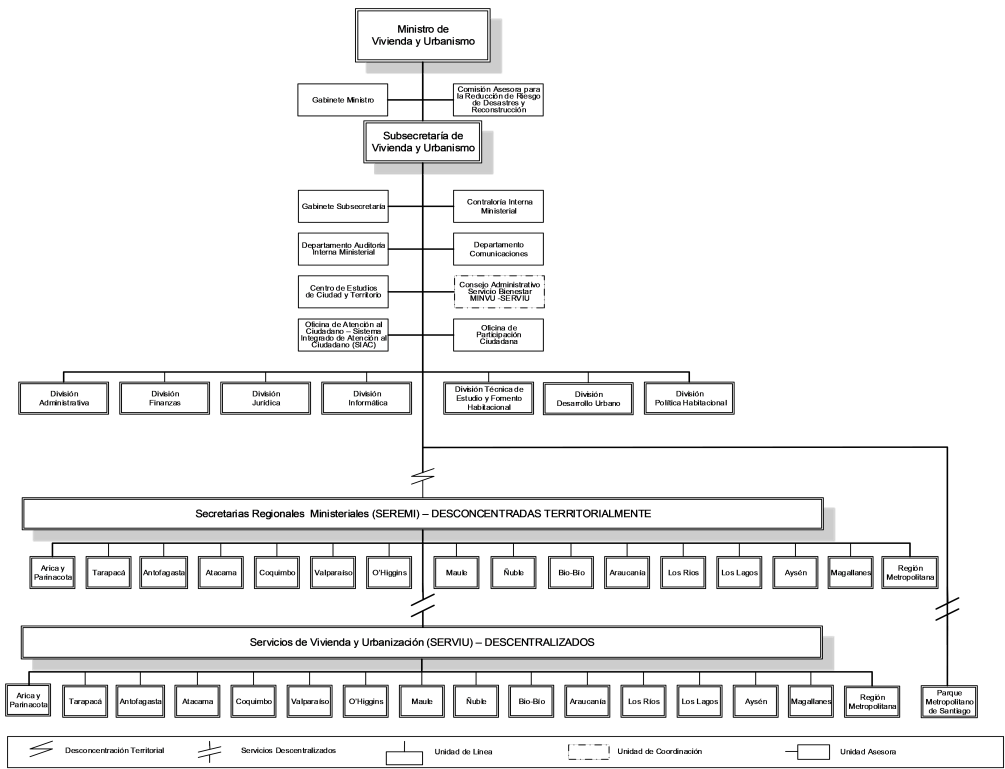 Ministro de
Vivienda y Urbanismo
Gabinete Ministro
Comisión Asesora para
la Reducción de Riesgo
de Desastres y
Reconstrucción
Subsecretaría de
Vivienda y Urbanismo
Gabinete Subsecretaría
Contraloría Interna
Ministerial
Departamento Auditoría
Interna Ministerial
Departamento
Comunicaciones
Centro de Estudios
de Ciudad y Territorio
Consejo Administrativo
Servicio Bienestar
MINVU -SERVIU
Oficina de Atención al
Ciudadano – Sistema
Integrado de Atención al
Ciudadano (SIAC)
Oficina de
Participación
Ciudadana
División
Administrativa
División
Finanzas
División
Jurídica
División
Informática
División Técnica de
Estudio y Fomento
Habitacional
División
Desarrollo Urbano
División
Política Habitacional
Secretarias Regionales Ministeriales (SEREMI) – DESCONCENTRADAS TERRITORIALMENTE
Arica y
Parinacota
Tarapacá
Antofagasta
Atacama
Coquimbo
Valparaíso
O'Higgins
Maule
Ñuble
Bio-Bío
Araucanía
Los Ríos
Los Lagos
Aysén
Magallanes
Región
Metropolitana
Servicios de Vivienda y Urbanización (SERVIU) – DESCENTRALIZADOS
Arica y
Parinacota
Tarapacá
Antofagasta
Atacama
Coquimbo
Valparaíso
O'Higgins
Maule
Ñuble
Bio-Bío
Araucanía
Los Ríos
Los Lagos
Aysén
Magallanes
Región
Metropolitana
Parque
Metropolitano
de Santiago
Desconcentración Territorial
Servicios Descentralizados
Unidad de Línea
Unidad de Coordinación
Unidad Asesora